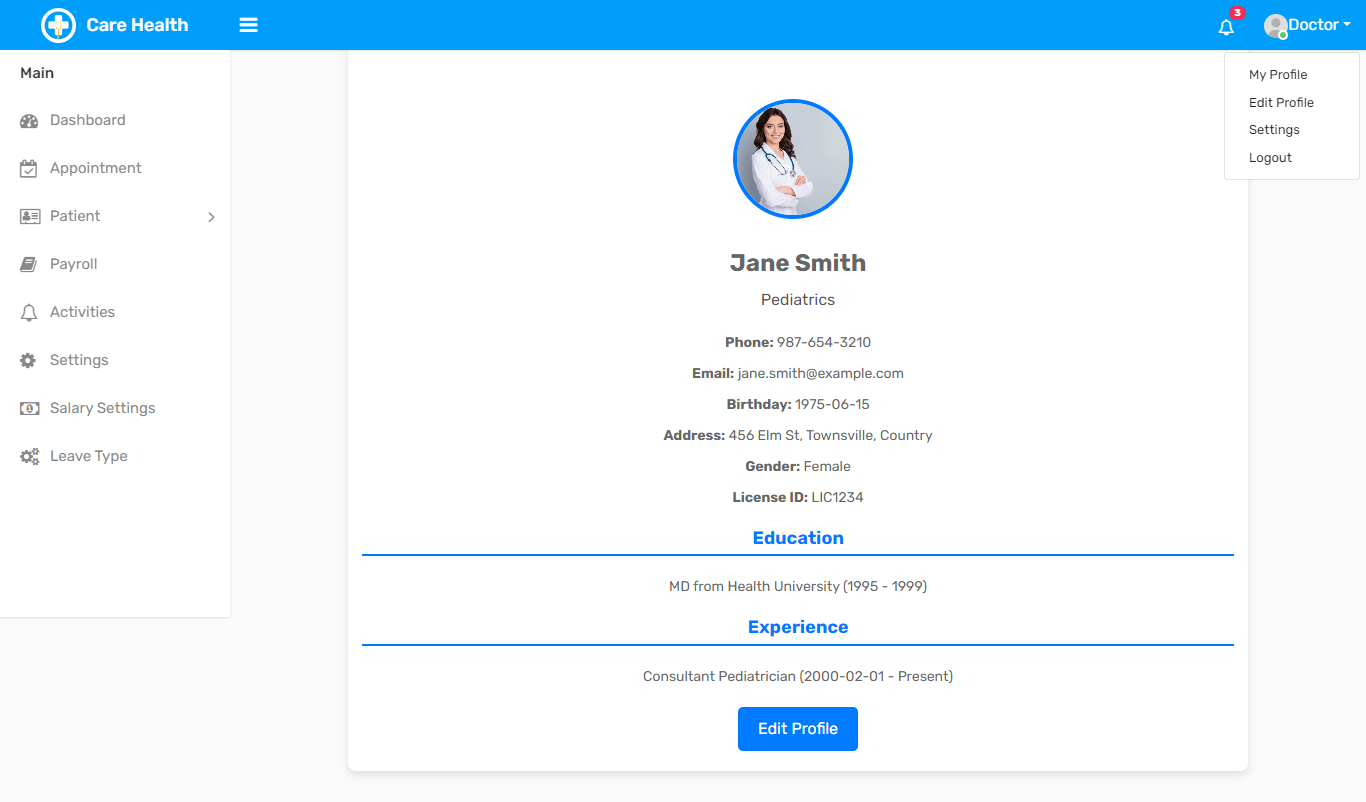 Care Health
3
Doctor
My Profile
Edit Profile
Settings
Logout
Main
Dashboard
Appointment
Patient
Payroll
Activities
Settings
Salary Settings
Leave Type
Jane Smith
Pediatrics
Phone: 987-654-3210
Email: jane.smith@example.com
Birthday: 1975-06-15
Address: 456 Elm St, Townsville, Country
Gender: Female
License ID: LIC1234
Education
MD from Health University (1995 - 1999)
Experience
Consultant Pediatrician (2000-02-01 - Present)
Edit Profile